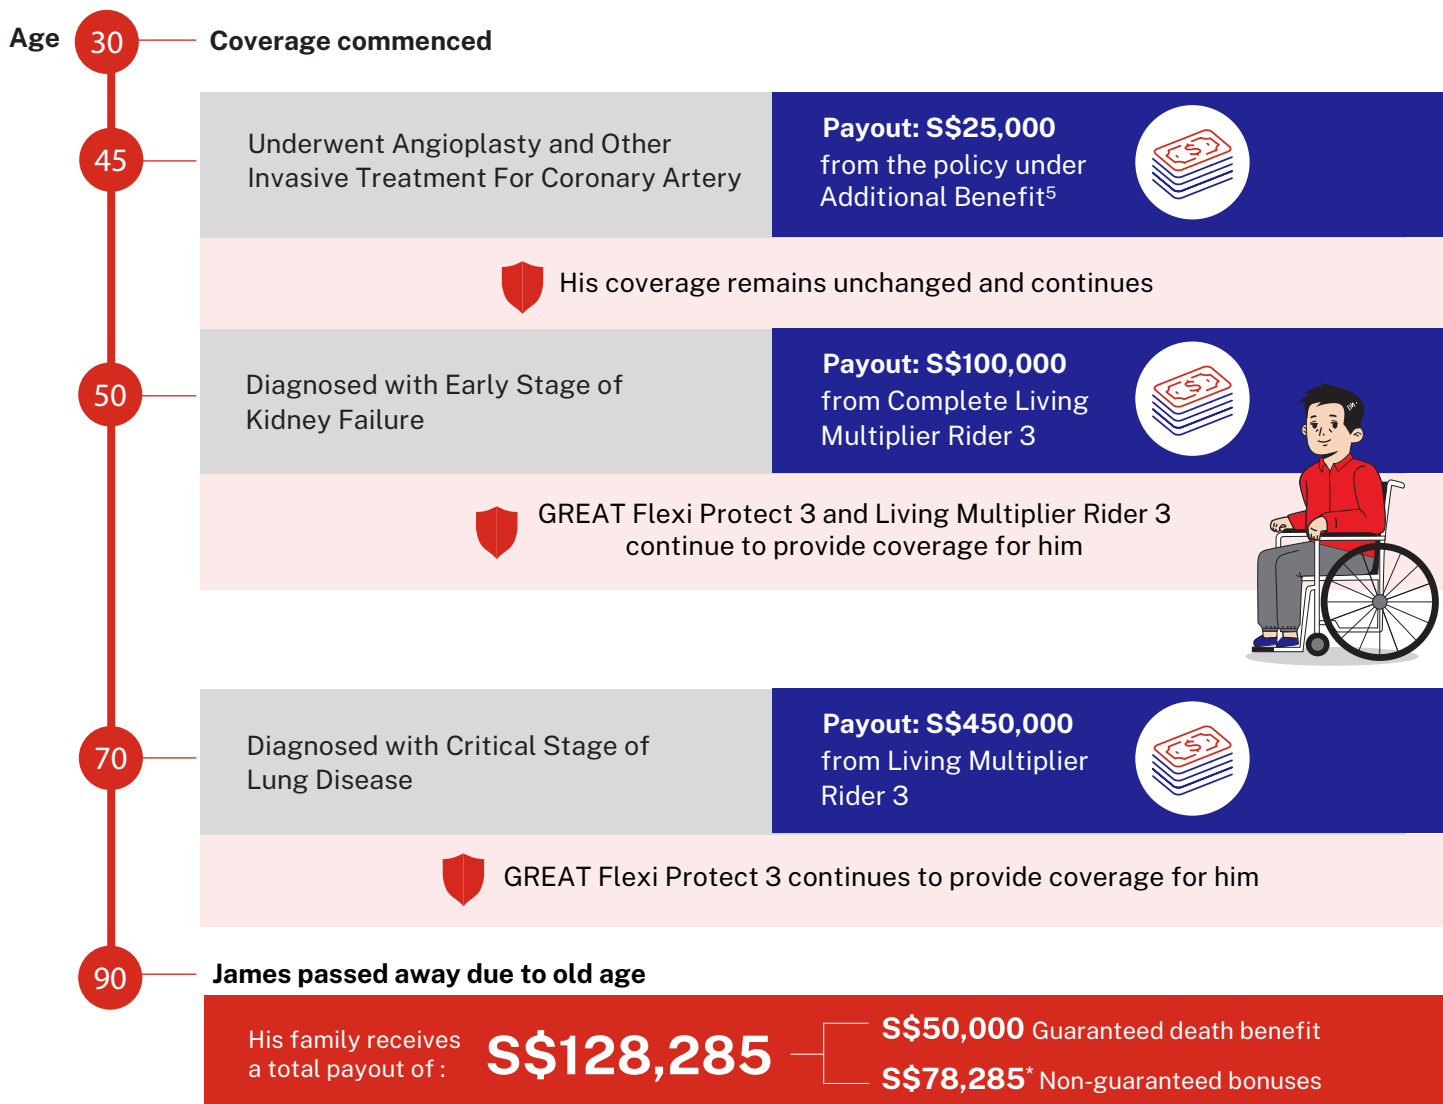 Age
30
Coverage commenced
45
Underwent Angioplasty and Other
Invasive Treatment For Coronary Artery
Payout: S$25,000
from the policy under
Additional Benefit⁵
His coverage remains unchanged and continues
50
Diagnosed with Early Stage of
Kidney Failure
Payout: S$100,000
from Complete Living
Multiplier Rider 3
GREAT Flexi Protect 3 and Living Multiplier Rider 3
continue to provide coverage for him
70
Diagnosed with Critical Stage of
Lung Disease
Payout: S$450,000
from Living Multiplier
Rider 3
GREAT Flexi Protect 3 continues to provide coverage for him
90
James passed away due to old age
His family receives
a total payout of :
S$128,285
S$50,000 Guaranteed death benefit
S$78,285* Non-guaranteed bonuses